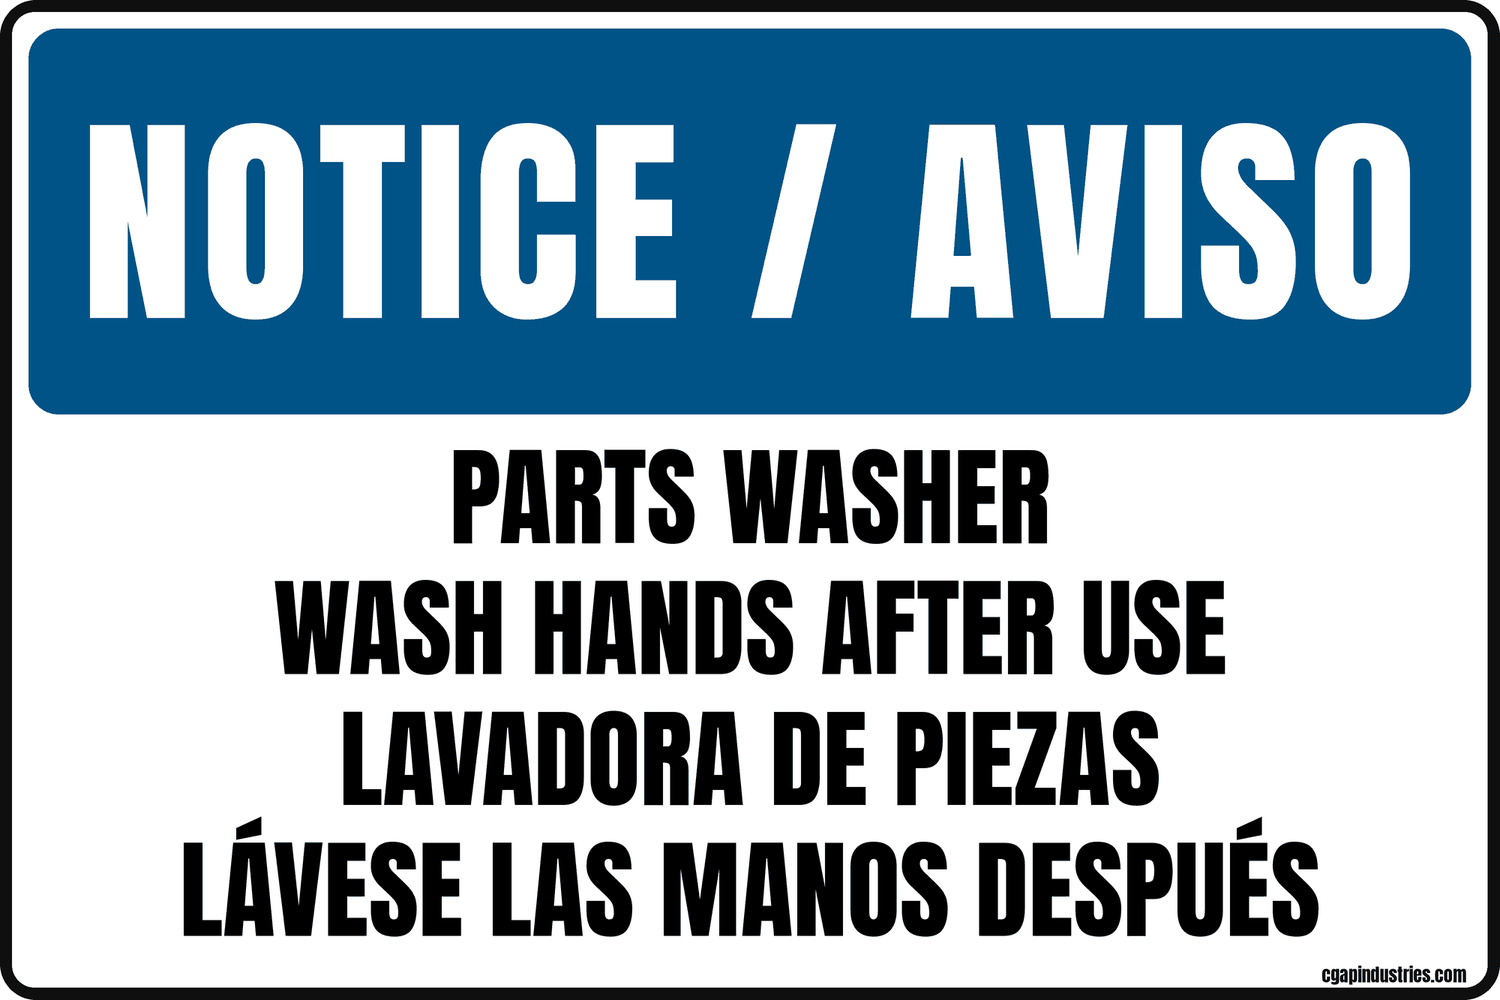 NOTICE / AVISO
PARTS WASHER
WASH HANDS AFTER USE
LAVADORA DE PIEZAS
LÁVESE LAS MANOS DESPUÉS
cgapindustries.com